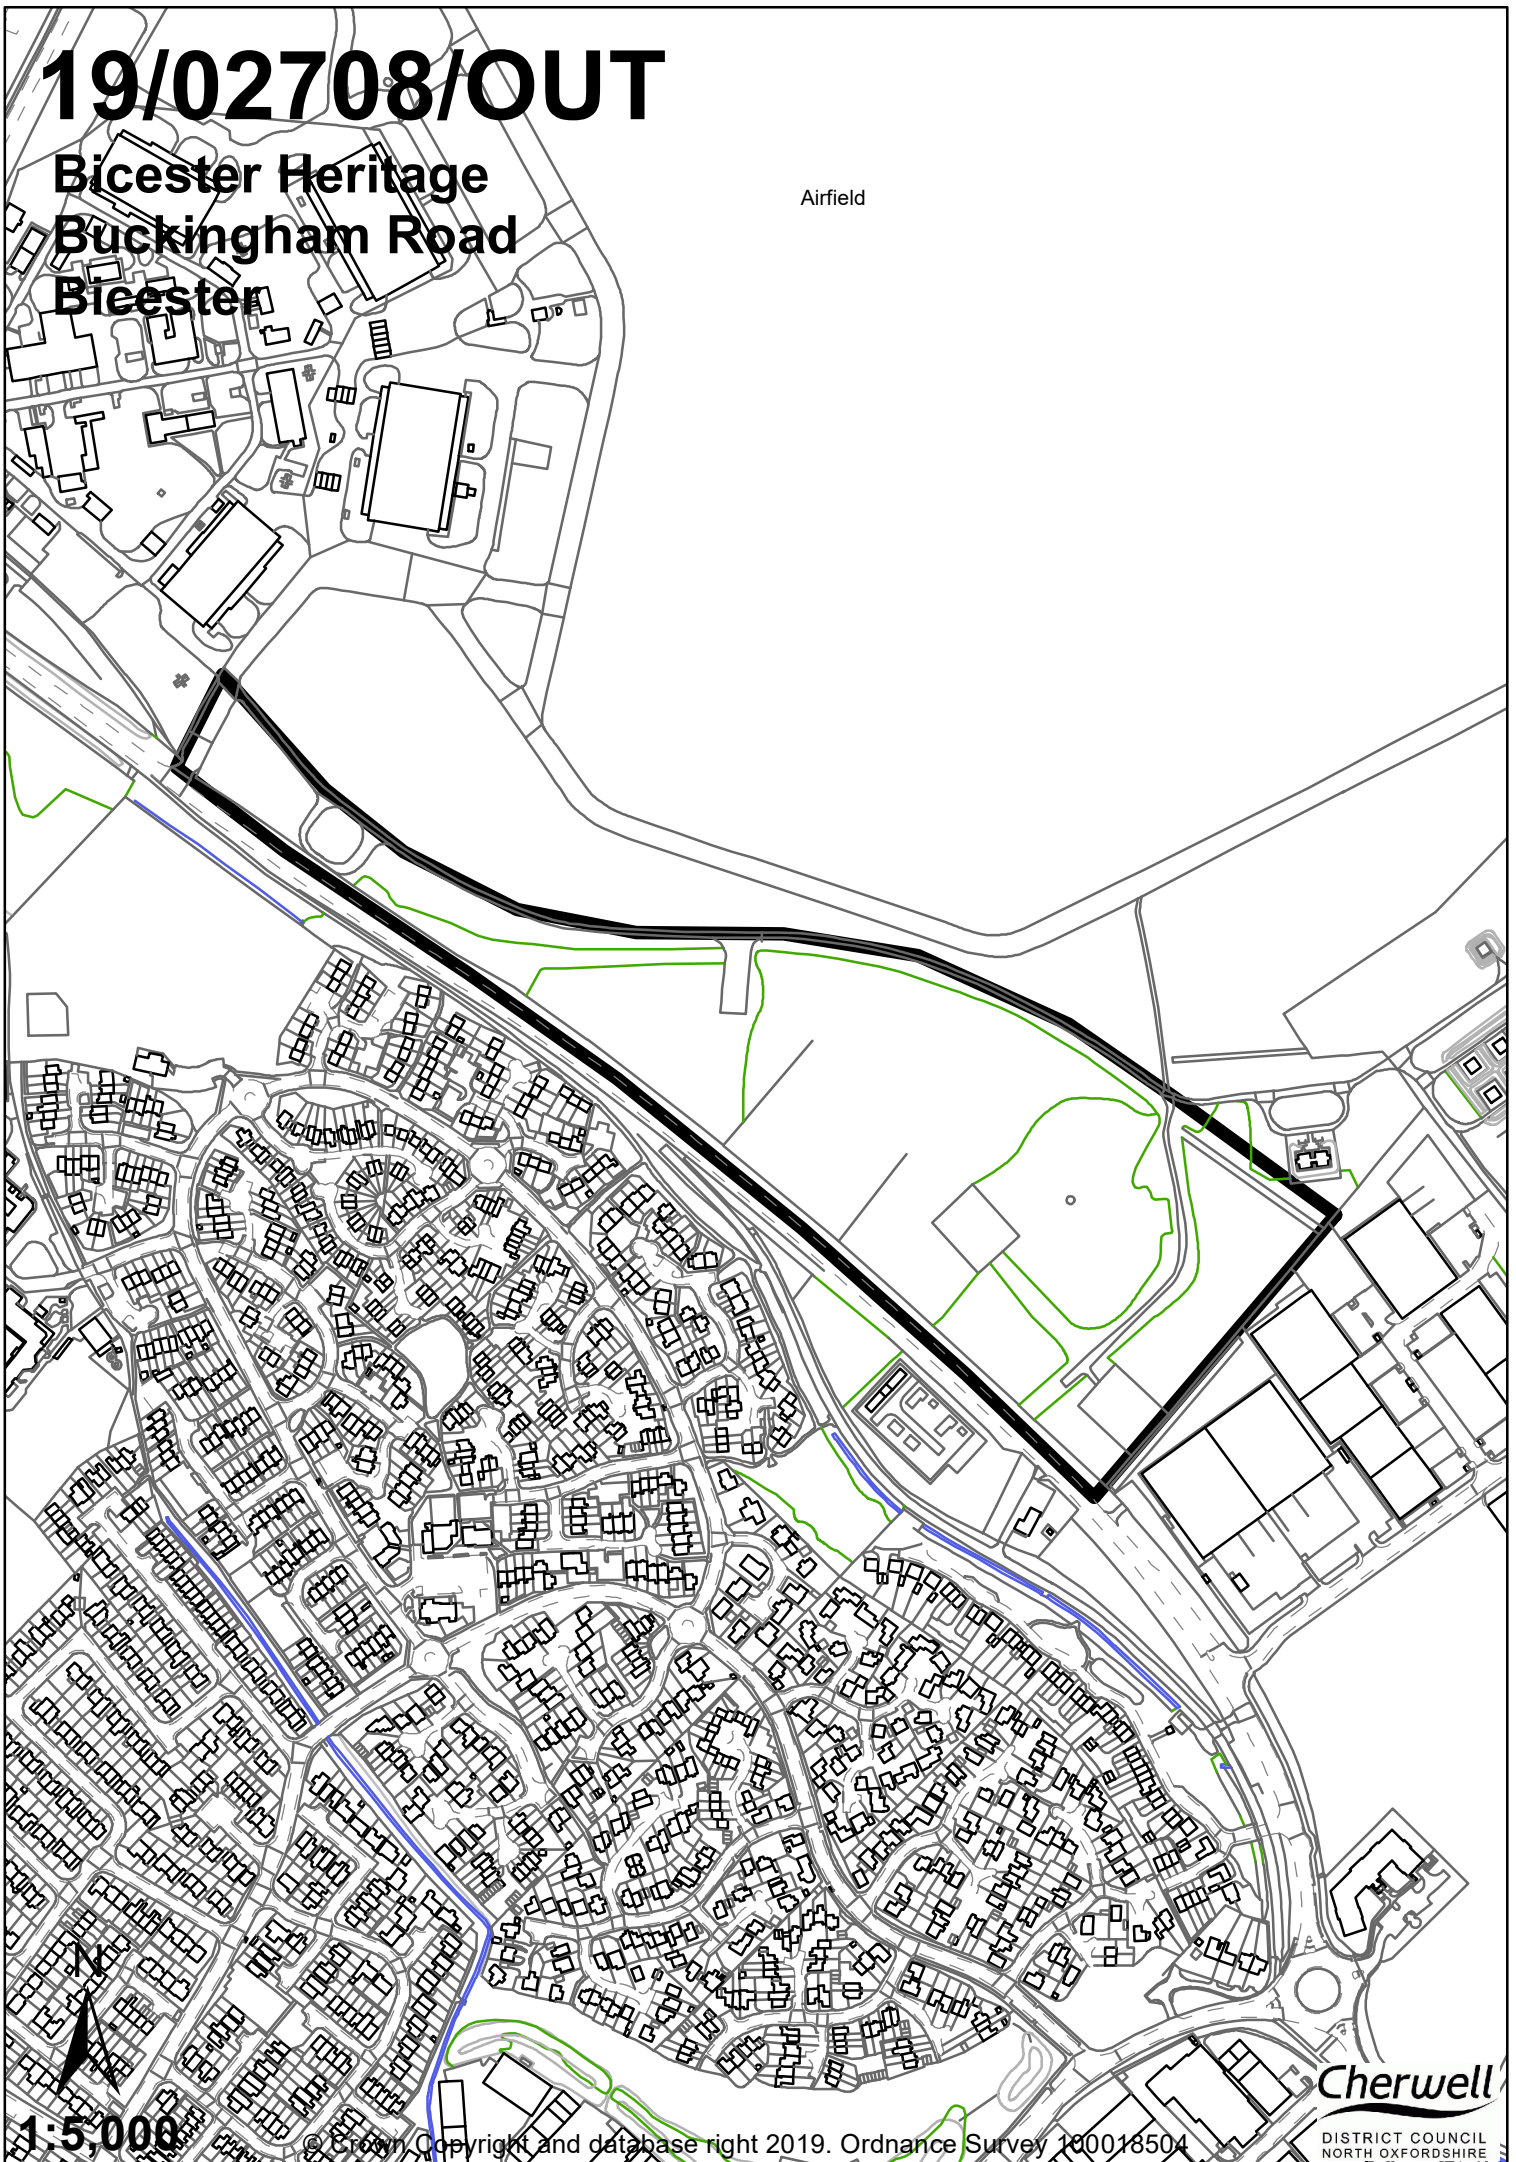 19/02708/OUT
Bicester Heritage
Buckingham Road
Bicester
Airfield
N
1:5,000
© Crown Copyright and database right 2019. Ordnance Survey 100018504
Cherwell
DISTRICT COUNCIL
NORTH OXFORDSHIRE